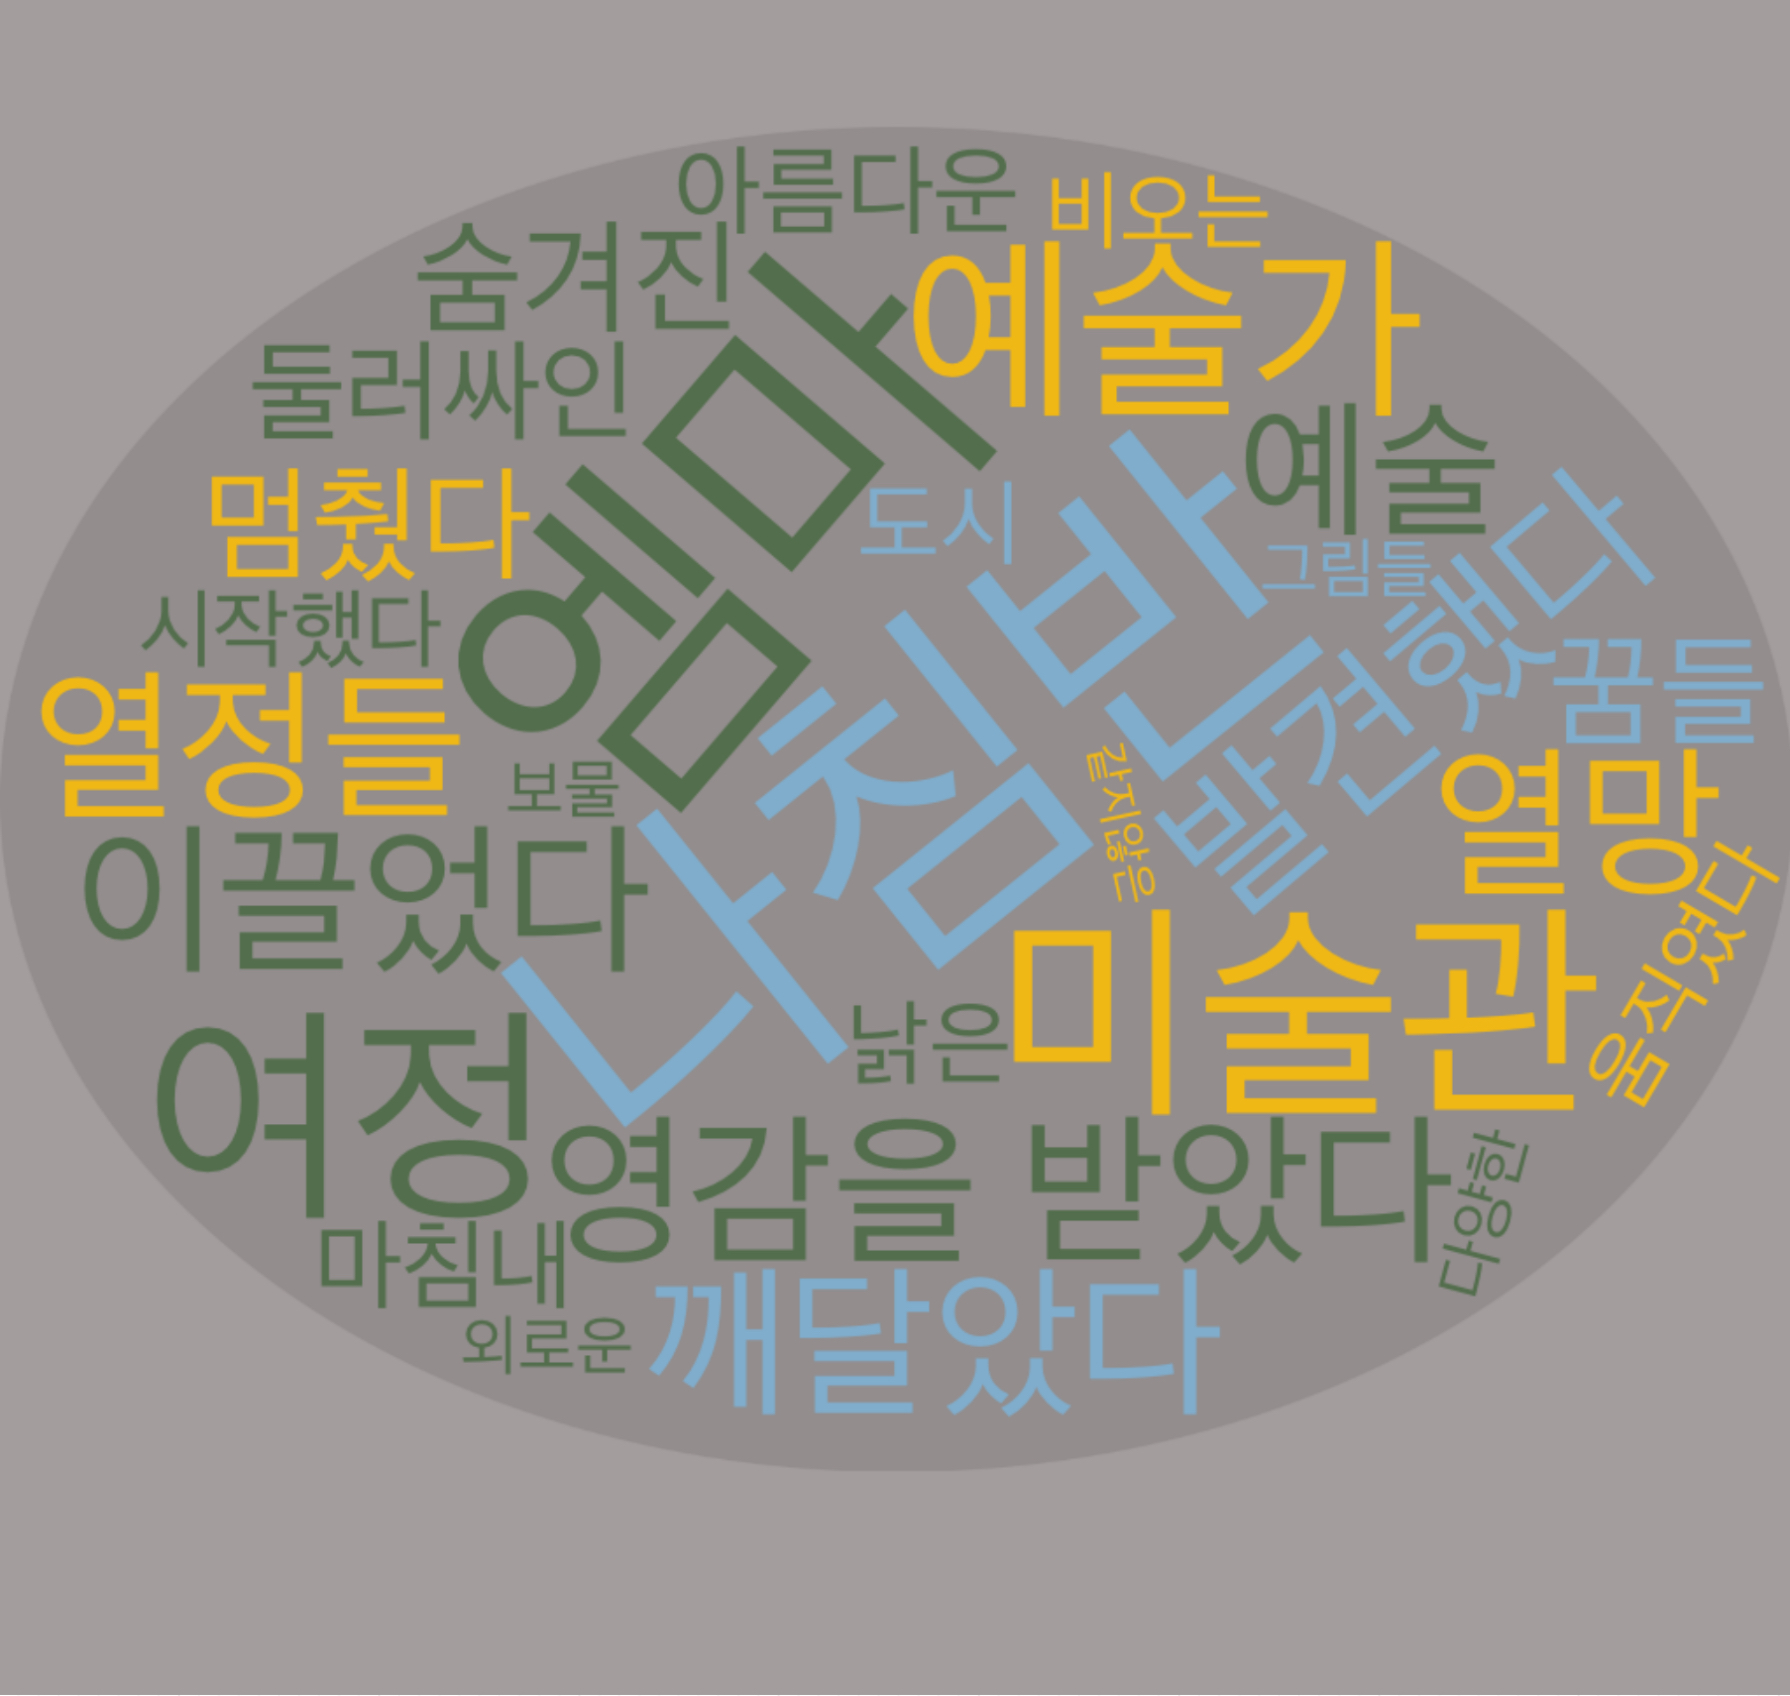 아름다운
비오는
숨겨진
예술가
둘러싸인
엠마
예술
멈췄다
도시
그림들
시작했다
나침반
발견했다
꿈들
열정들
보물
같지않은
열망
이끌었다
움직였다
미술관
낡은
여정
영감을 받았다
다양한
마침내
깨달았다
외로운